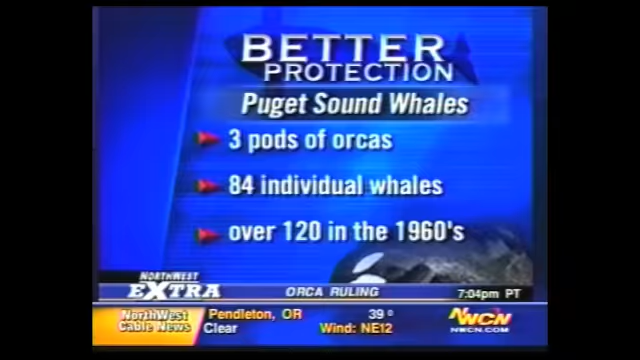 BETTER
PROTECTION
Puget Sound Whales
3 pods of orcas
84 individual whales
over 120 in the 1960's
NORTHWEST
EXTRA
ORCA RULING
7:04pm PT
NorthWest
Cable News
Pendleton, OR 39°
Clear Wind: NE12
NWCN
NWCN.COM